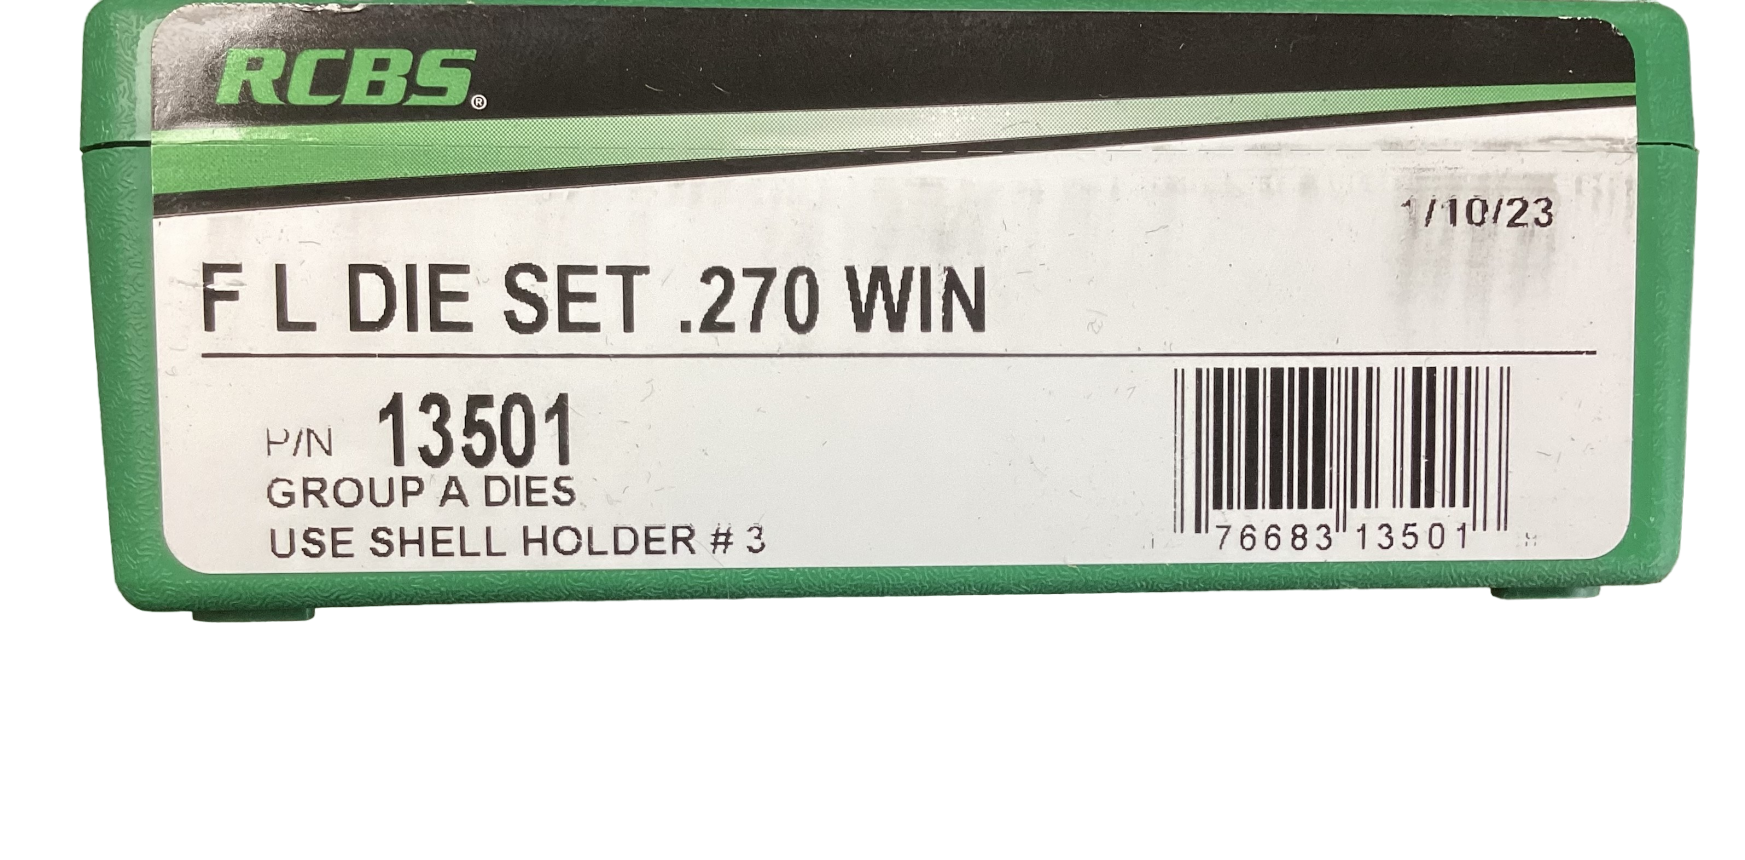 RCBS®
1/10/23
F L DIE SET .270 WIN
P/N 13501
GROUP A DIES
USE SHELL HOLDER # 3
76683 13501